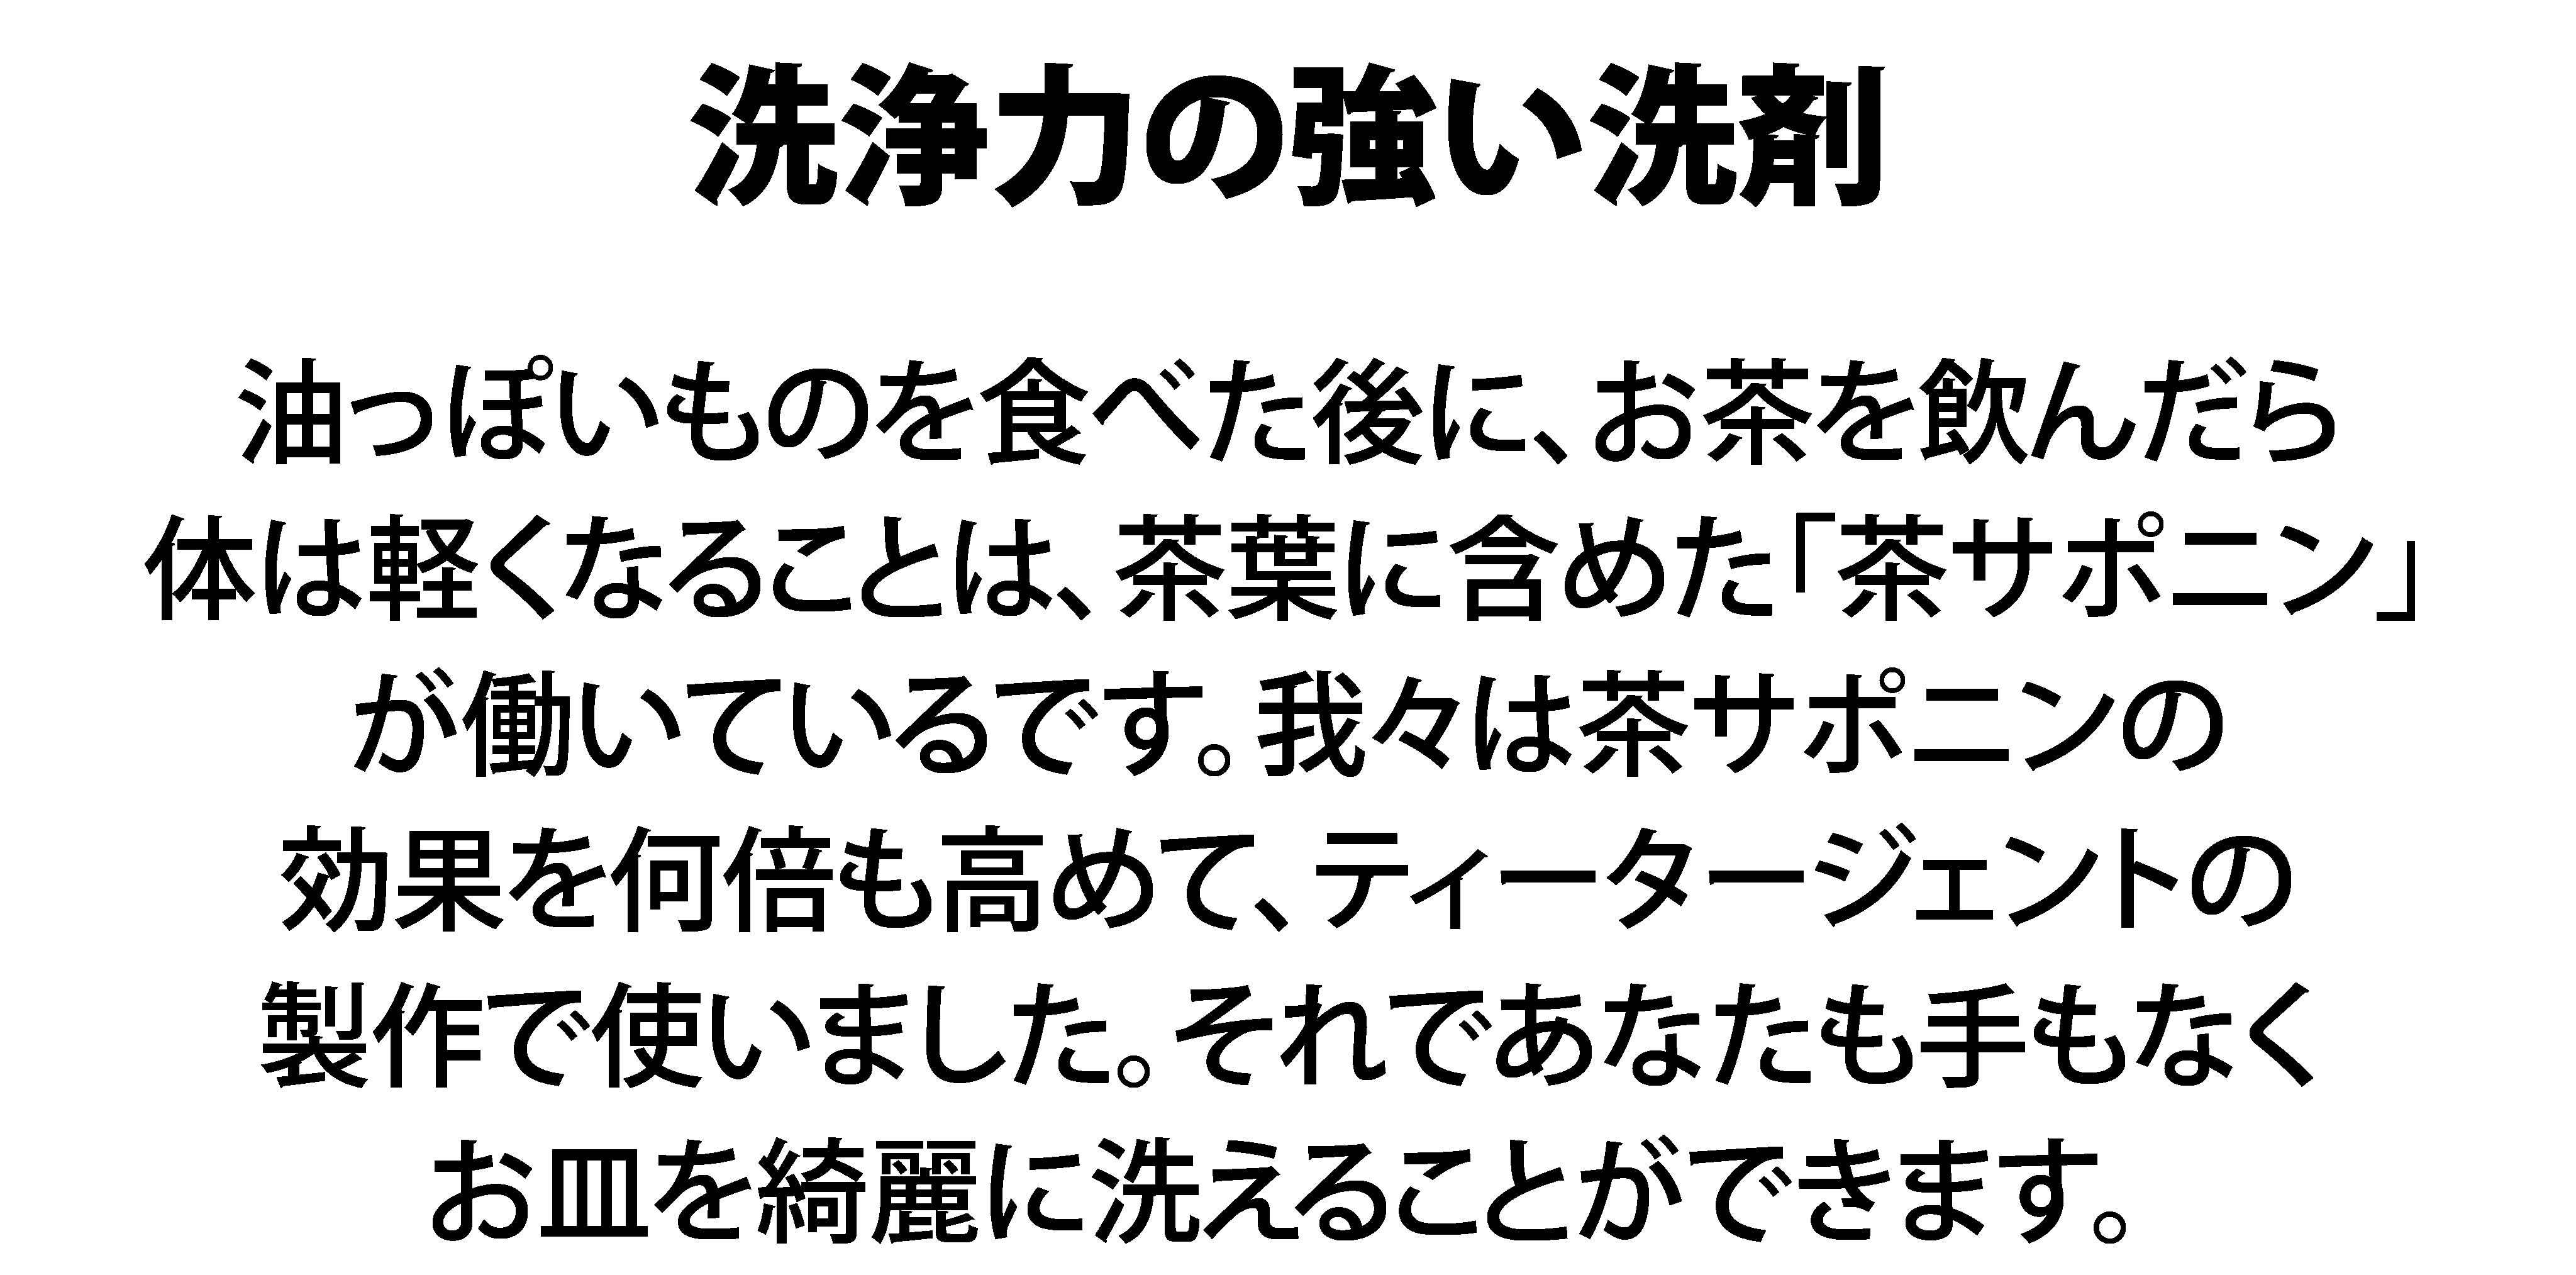 洗浄力の強い洗剤
油っぽいものを食べた後に、お茶を飲んだら
体は軽くなることは、茶葉に含めた「茶サポニン」
が働いているです。我々は茶サポニンの
効果を何倍も高めて、ティータージェントの
製作で使いました。それであなたも手もなく
お皿を綺麗に洗えることができます。